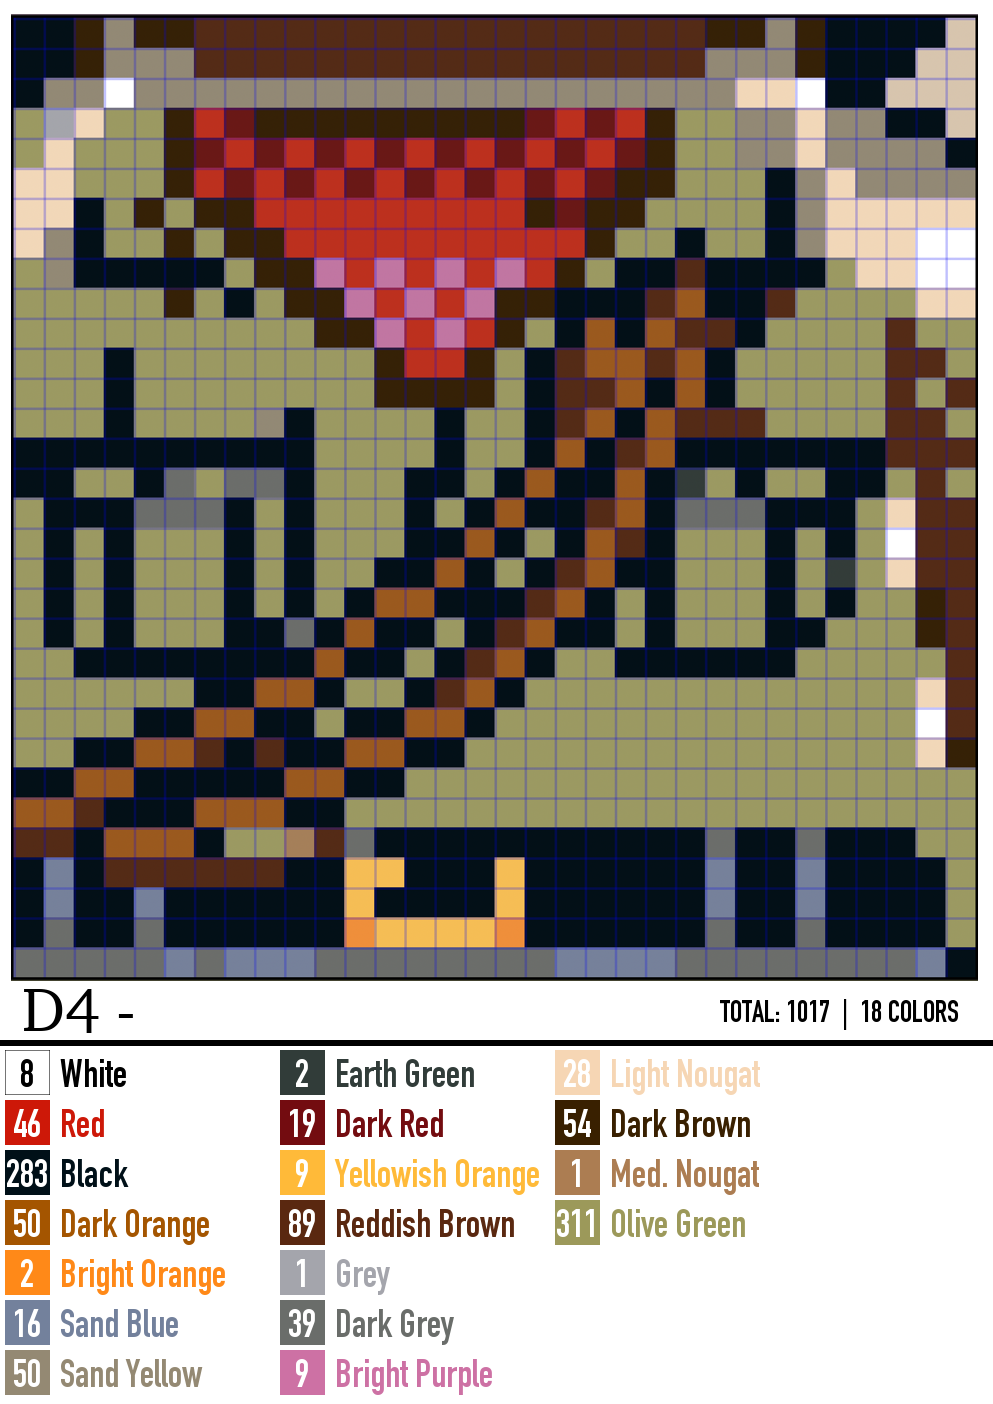 D4 -
TOTAL: 1017 | 18 COLORS
8 White
46 Red
283 Black
50 Dark Orange
2 Bright Orange
16 Sand Blue
50 Sand Yellow
2 Earth Green
19 Dark Red
9 Yellowish Orange
89 Reddish Brown
1 Grey
39 Dark Grey
9 Bright Purple
28 Light Nougat
54 Dark Brown
1 Med. Nougat
311 Olive Green